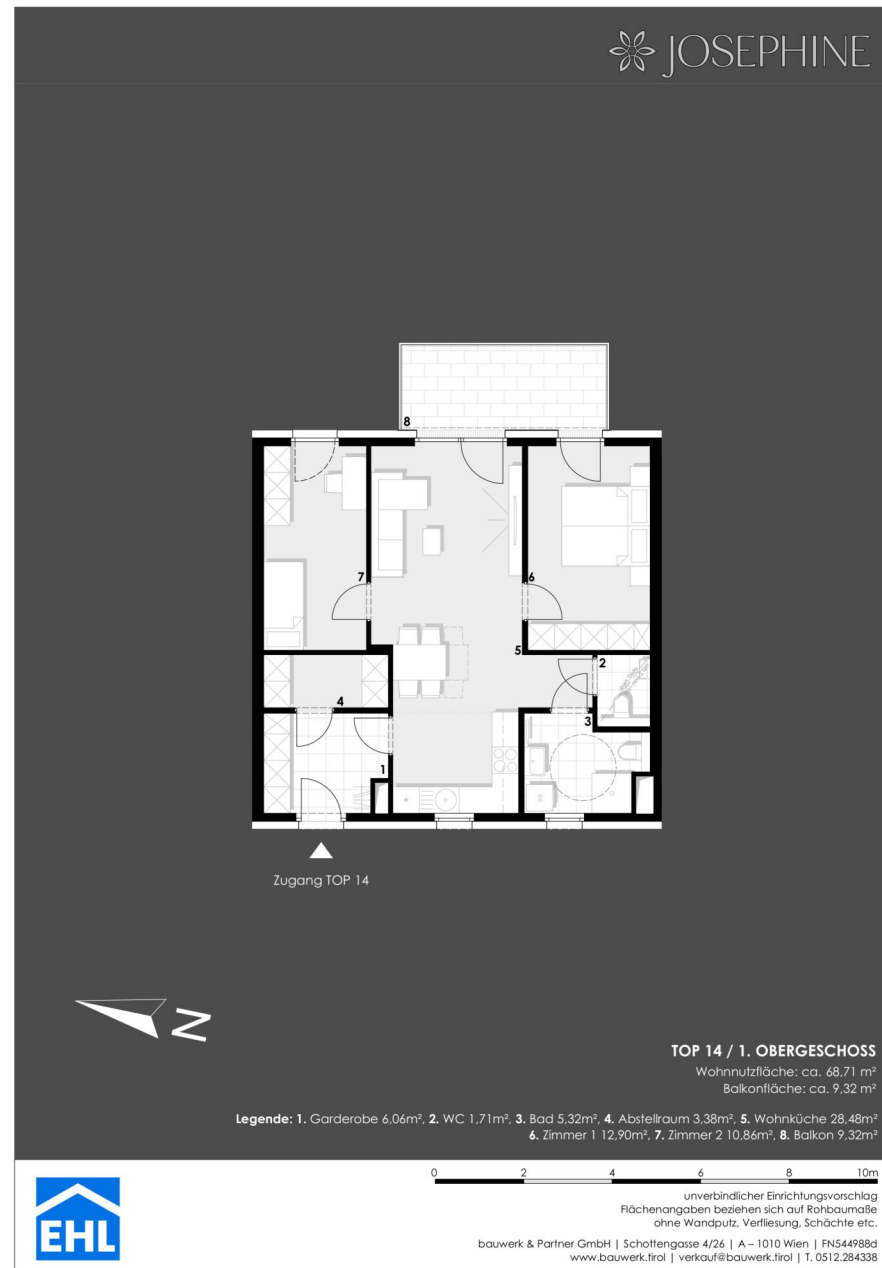 JOSEPHINE
8
7
6
5
2
4
3
1
Zugang TOP 14
N
TOP 14 / 1. OBERGESCHOSS
Wohnnutzfläche: ca. 68,71 m²
Balkonfläche: ca. 9,32 m²
Legende: 1. Garderobe 6,06m², 2. WC 1,71m², 3. Bad 5,32m², 4. Abstellraum 3,38m², 5. Wohnküche 28,48m²
6. Zimmer 1 12,90m², 7. Zimmer 2 10,86m², 8. Balkon 9,32m²
0 2 4 6 8 10m
unverbindlicher Einrichtungsvorschlag
Flächenangaben beziehen sich auf Rohbaumaße
ohne Wandputz, Verfliesung, Schächte etc.
EHL
bauwerk & Partner GmbH | Schottengasse 4/26 | A – 1010 Wien | FN544988d
www.bauwerk.tirol | verkauf@bauwerk.tirol | T. 0512.284338